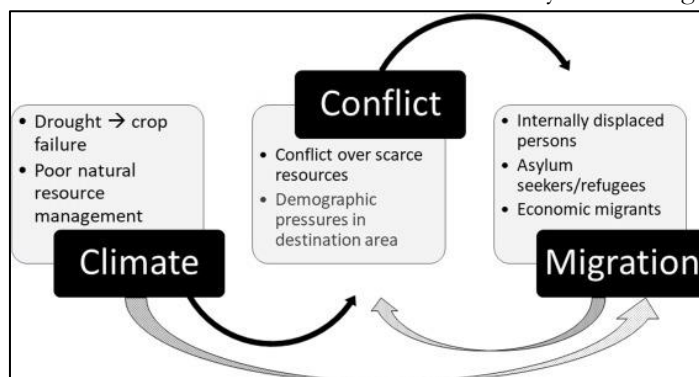 • Drought → crop
failure
• Poor natural
resource
management
Climate
Conflict
• Conflict over scarce
resources
• Demographic
pressures in
destination area
• Internally displaced
persons
• Asylum
seekers/refugees
• Economic migrants
Migration